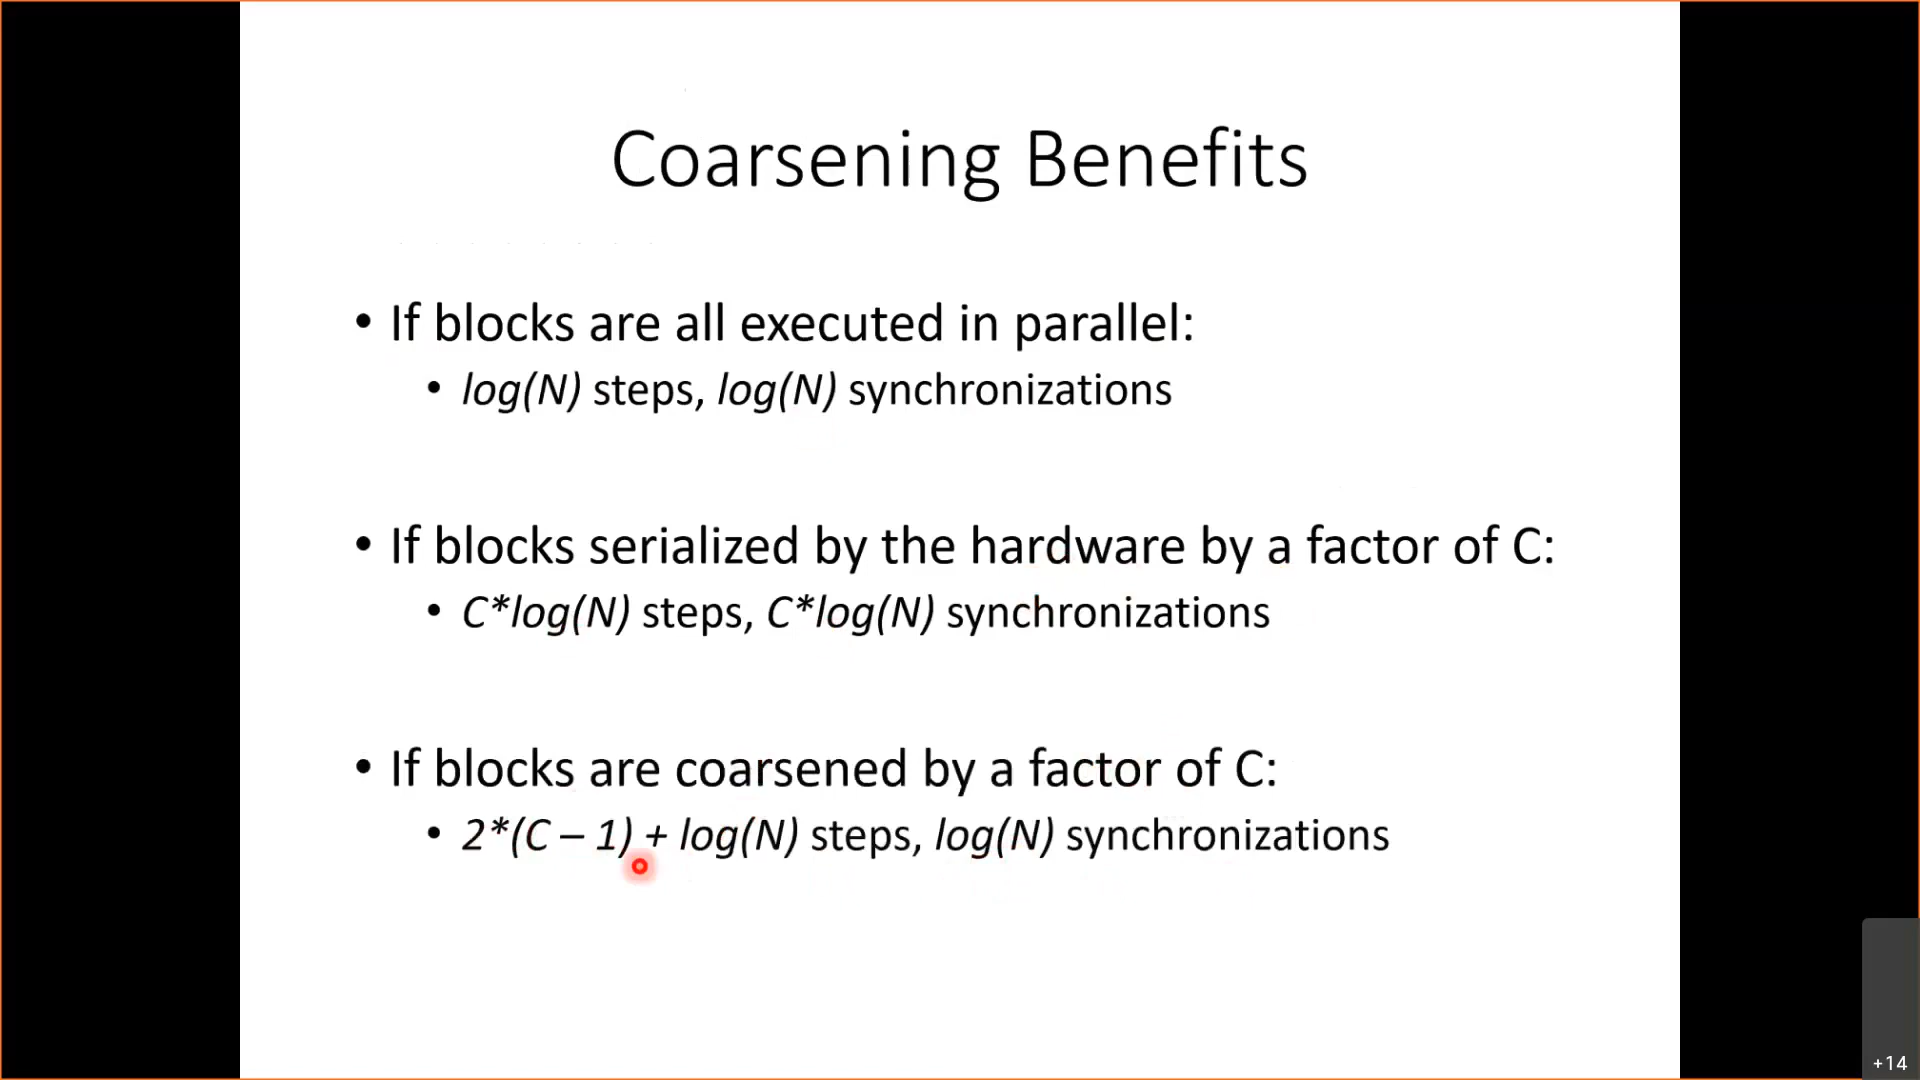 Coarsening Benefits
• If blocks are all executed in parallel:
• log(N) steps, log(N) synchronizations
• If blocks serialized by the hardware by a factor of C:
• C*log(N) steps, C*log(N) synchronizations
• If blocks are coarsened by a factor of C:
• 2*(C – 1) + log(N) steps, log(N) synchronizations
+14